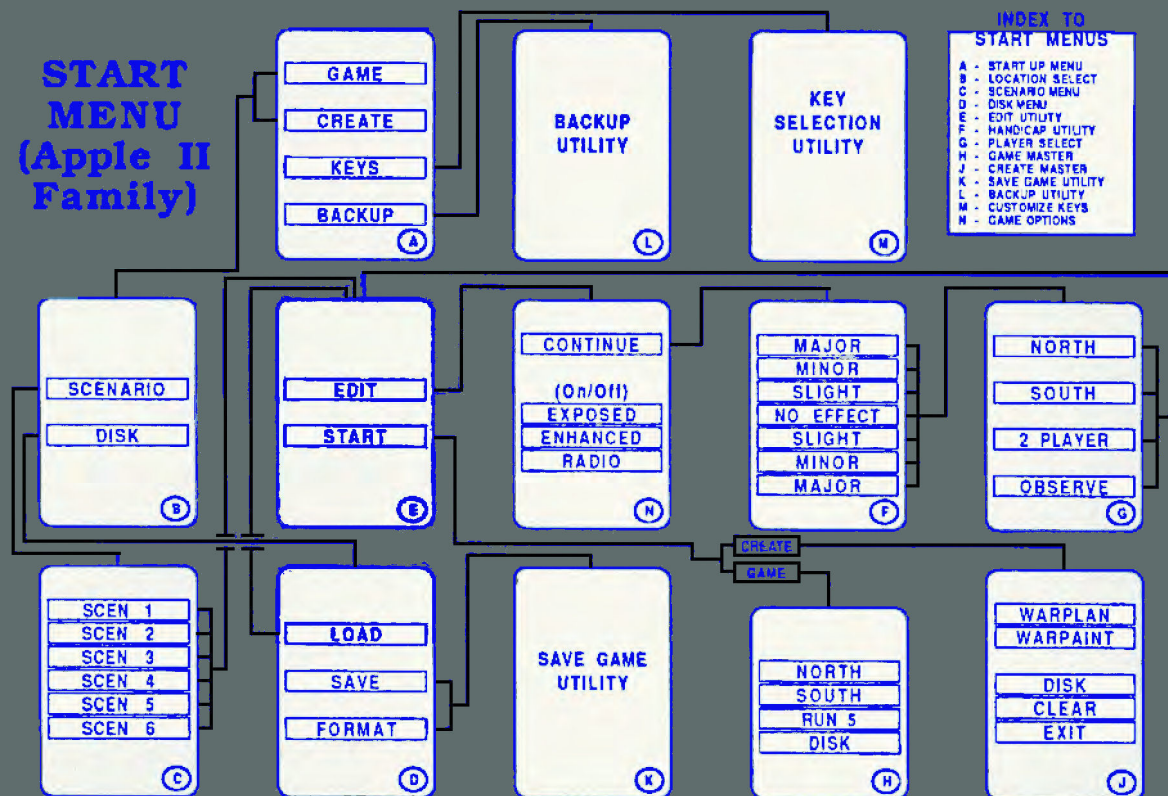 START
MENU
(Apple II
Family)
GAME
CREATE
KEYS
BACKUP
A
BACKUP
UTILITY
L
KEY
SELECTION
UTILITY
M
INDEX TO
START MENUS
A - START UP MENU
B - LOCATION SELECT
C - SCENARIO MENU
D - DISK MENU
E - EDIT UTILITY
F - HANDICAP UTILITY
G - PLAYER SELECT
H - GAME MASTER
J - CREATE MASTER
K - SAVE GAME UTILITY
L - BACKUP UTILITY
M - CUSTOMIZE KEYS
N - GAME OPTIONS
SCENARIO
DISK
B
EDIT
START
E
CONTINUE
(On/Off)
EXPOSED
ENHANCED
RADIO
N
MAJOR
MINOR
SLIGHT
NO EFFECT
SLIGHT
MINOR
MAJOR
F
NORTH
SOUTH
2 PLAYER
OBSERVE
G
CREATE
GAME
SCEN 1
SCEN 2
SCEN 3
SCEN 4
SCEN 5
SCEN 6
C
LOAD
SAVE
FORMAT
D
SAVE GAME
UTILITY
K
NORTH
SOUTH
RUN 5
DISK
H
WARPLAN
WARPAINT
DISK
CLEAR
EXIT
J